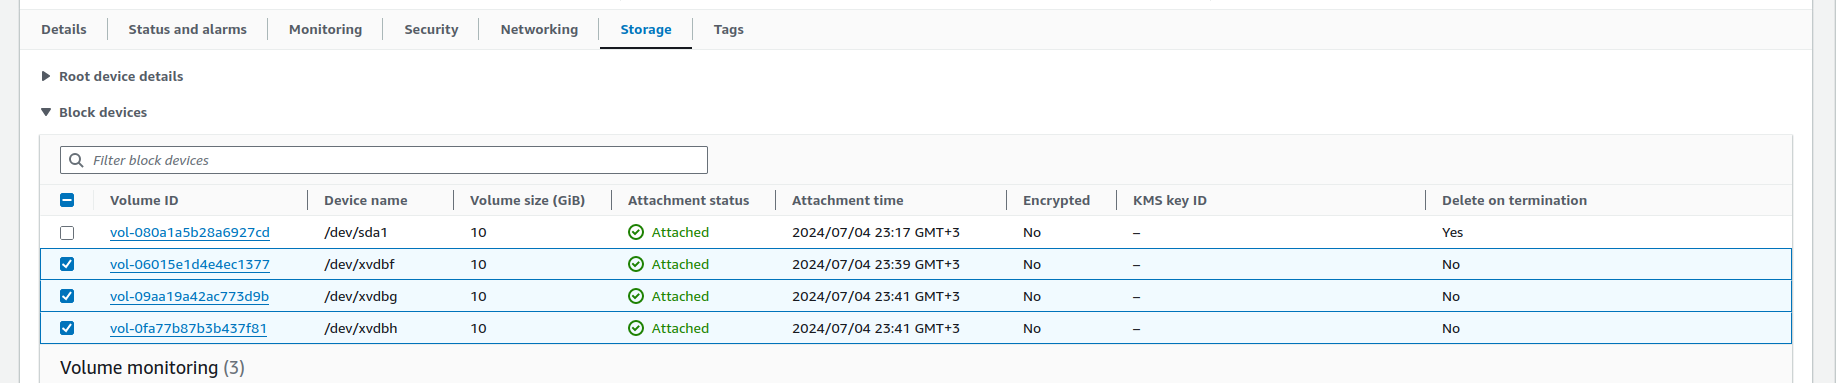 Details Status and alarms Monitoring Security Networking Storage Tags
Root device details
Block devices
Filter block devices
Volume ID Device name Volume size (GiB) Attachment status Attachment time Encrypted KMS key ID Delete on termination
vol-080a1a5b28a6927cd /dev/sda1 10 Attached 2024/07/04 23:17 GMT+3 No – Yes
vol-06015e1d4e4ec1377 /dev/xvdbf 10 Attached 2024/07/04 23:39 GMT+3 No – No
vol-09aa19a42ac773d9b /dev/xvdbg 10 Attached 2024/07/04 23:41 GMT+3 No – No
vol-0fa77b87b3b437f81 /dev/xvdbh 10 Attached 2024/07/04 23:41 GMT+3 No – No
Volume monitoring (3)